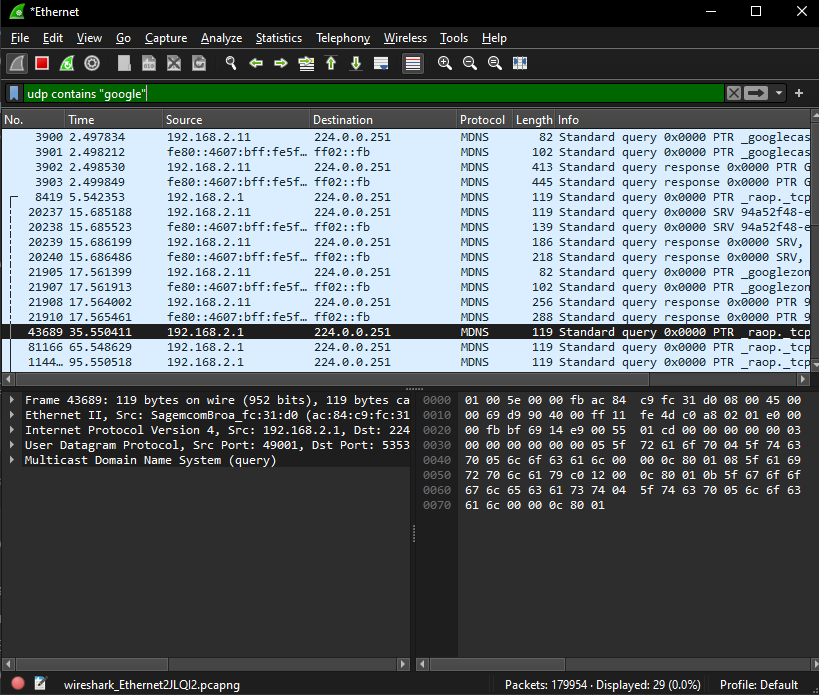 *Ethernet
File Edit View Go Capture Analyze Statistics Telephony Wireless Tools Help
udp contains "google"
No. Time Source Destination Protocol Length Info
3900 2.497834 192.168.2.11 224.0.0.251 MDNS 82 Standard query 0x0000 PTR _googlecas
3901 2.498212 fe80::4607:bff:fe5f… ff02::fb MDNS 102 Standard query 0x0000 PTR _googlecas
3902 2.498530 192.168.2.11 224.0.0.251 MDNS 413 Standard query response 0x0000 PTR G
3903 2.499849 fe80::4607:bff:fe5f… ff02::fb MDNS 445 Standard query response 0x0000 PTR G
8419 5.542353 192.168.2.1 224.0.0.251 MDNS 119 Standard query 0x0000 PTR _raop._tcp
20237 15.685188 192.168.2.11 224.0.0.251 MDNS 119 Standard query 0x0000 SRV 94a52f48-e
20238 15.685523 fe80::4607:bff:fe5f… ff02::fb MDNS 139 Standard query 0x0000 SRV 94a52f48-e
20239 15.686199 192.168.2.11 224.0.0.251 MDNS 186 Standard query response 0x0000 SRV,
20240 15.686486 fe80::4607:bff:fe5f… ff02::fb MDNS 218 Standard query response 0x0000 SRV,
21905 17.561399 192.168.2.11 224.0.0.251 MDNS 82 Standard query 0x0000 PTR _googlezon
21907 17.561913 fe80::4607:bff:fe5f… ff02::fb MDNS 102 Standard query 0x0000 PTR _googlezon
21908 17.564002 192.168.2.11 224.0.0.251 MDNS 256 Standard query response 0x0000 PTR 9
21910 17.565461 fe80::4607:bff:fe5f… ff02::fb MDNS 288 Standard query response 0x0000 PTR 9
43689 35.550411 192.168.2.1 224.0.0.251 MDNS 119 Standard query 0x0000 PTR _raop._tcp
81166 65.548629 192.168.2.1 224.0.0.251 MDNS 119 Standard query 0x0000 PTR _raop._tcp
1144… 95.550518 192.168.2.1 224.0.0.251 MDNS 119 Standard query 0x0000 PTR _raop._tcp
Frame 43689: 119 bytes on wire (952 bits), 119 bytes ca
Ethernet II, Src: SagemcomBroa_fc:31:d0 (ac:84:c9:fc:31
Internet Protocol Version 4, Src: 192.168.2.1, Dst: 224
User Datagram Protocol, Src Port: 49001, Dst Port: 5353
Multicast Domain Name System (query)
0000 01 00 5e 00 00 fb ac 84 c9 fc 31 d0 08 00 45 00
0010 00 69 d9 90 40 00 ff 11 fe 4d c0 a8 02 01 e0 00
0020 00 fb bf 69 14 e9 00 55 01 cd 00 00 00 00 00 03
0030 00 00 00 00 00 00 05 5f 72 61 6f 70 04 5f 74 63
0040 70 05 6c 6f 63 61 6c 00 00 0c 80 01 08 5f 61 69
0050 72 70 6c 61 79 c0 12 00 0c 80 01 0b 5f 67 6f 6f
0060 67 6c 65 63 61 73 74 04 5f 74 63 70 05 6c 6f 63
0070 61 6c 00 00 0c 80 01
wireshark_Ethernet2JLQI2.pcapng
Packets: 179954 · Displayed: 29 (0.0%)
Profile: Default